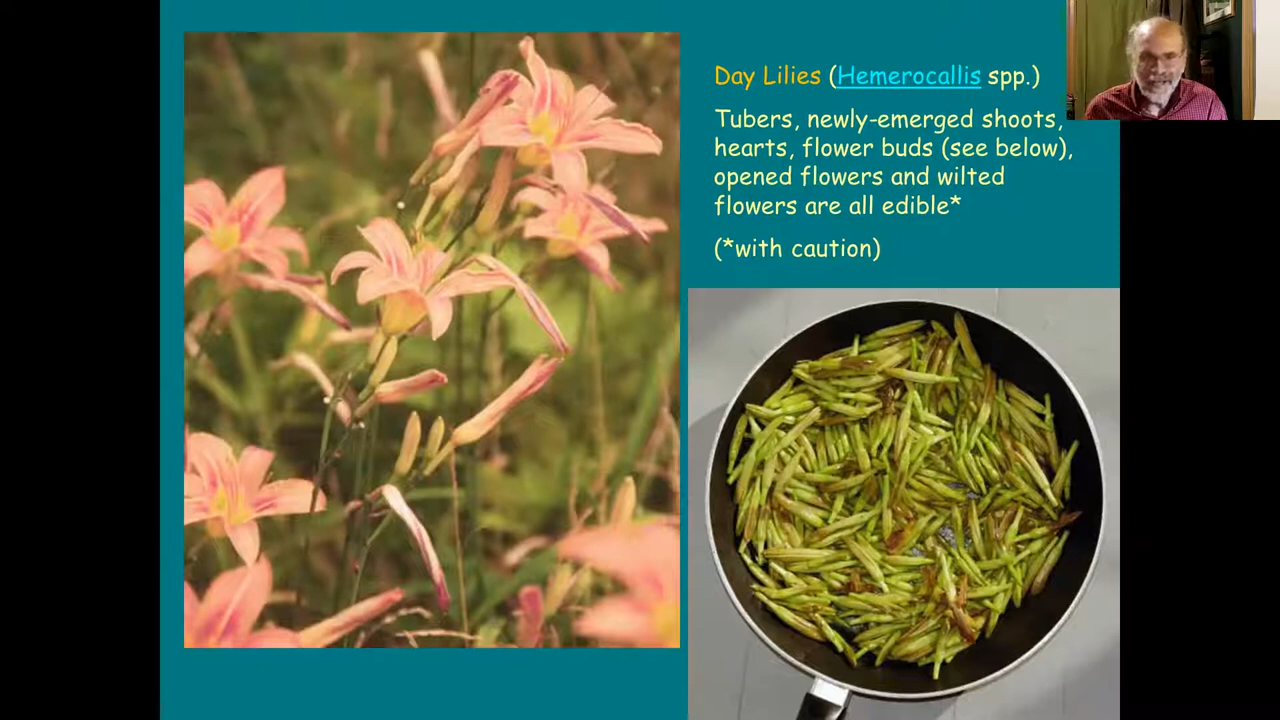 Day Lilies (Hemerocallis spp.)
Tubers, newly-emerged shoots,
hearts, flower buds (see below),
opened flowers and wilted
flowers are all edible*
(*with caution)